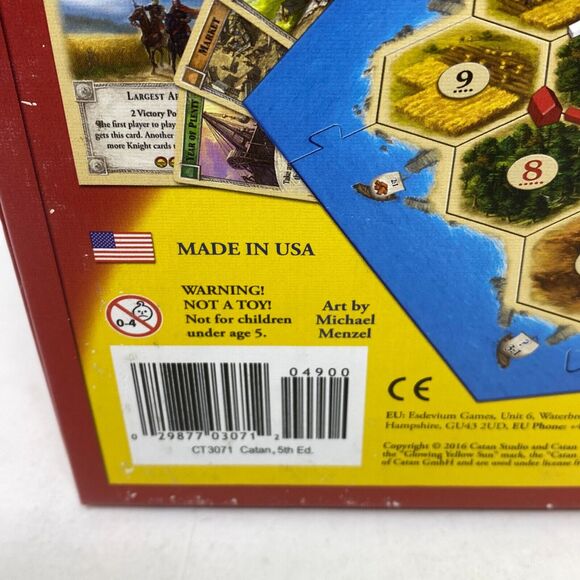 MARKET
YEAR OF PLENTY
LARGEST
2 Victory
The first player to play
gets this card. Another
more Knight cards
Take
9
8
2:1
MADE IN USA
WARNING!
NOT A TOY!
Not for children
under age 5.
0-4
Art by
Michael
Menzel
04900
0 29877 03071 2
CT3071 Catan, 5th Ed.
CE
EU: Esdevium Games, Unit 6,
Hampshire, GU43 2UD, EU Phone:
Copyright © 2016 Catan Studio and Catan
the "Glowing Yellow Sun" mark, the "Catan
of Catan GmbH and are used under license